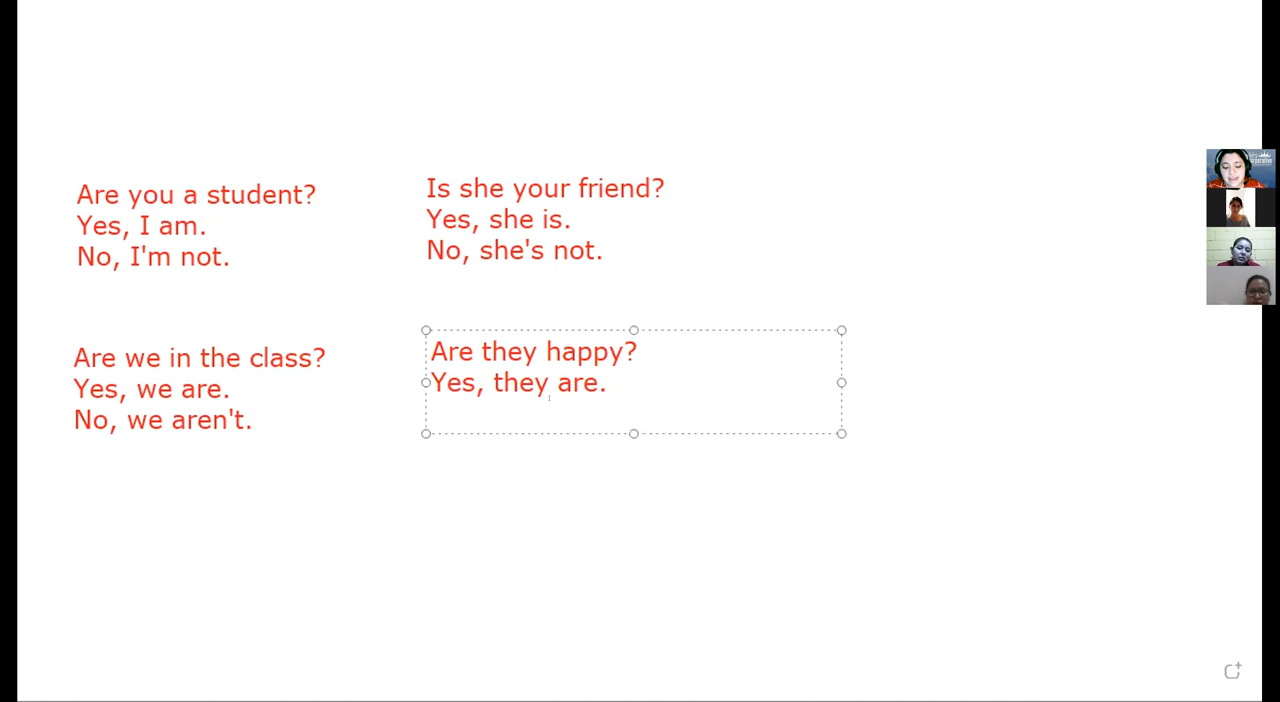 Are you a student?
Yes, I am.
No, I'm not.
Is she your friend?
Yes, she is.
No, she's not.
Are we in the class?
Yes, we are.
No, we aren't.
Are they happy?
Yes, they are.